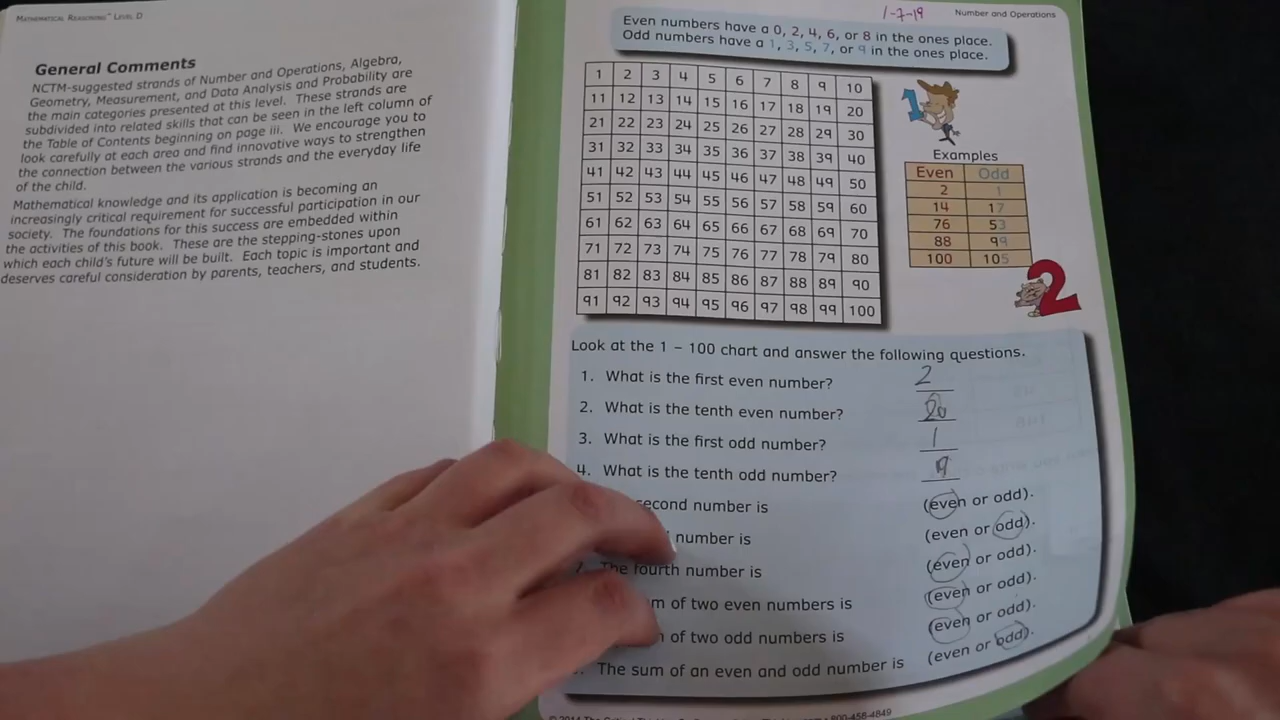 MATHEMATICAL REASONING™ LEVEL D
General Comments
NCTM-suggested strands of Number and Operations, Algebra,
Geometry, Measurement, and Data Analysis and Probability are
the main categories presented at this level. These strands are
subdivided into related skills that can be seen in the left column of
the Table of Contents beginning on page iii. We encourage you to
look carefully at each area and find innovative ways to strengthen
the connection between the various strands and the everyday life
of the child.
Mathematical knowledge and its application is becoming an
increasingly critical requirement for successful participation in our
society. The foundations for this success are embedded within
the activities of this book. These are the stepping-stones upon
which each child's future will be built. Each topic is important and
deserves careful consideration by parents, teachers, and students.
1-7-19
Number and Operations
Even numbers have a 0, 2, 4, 6, or 8 in the ones place.
Odd numbers have a 1, 3, 5, 7, or 9 in the ones place.
1 2 3 4 5 6 7 8 9 10
11 12 13 14 15 16 17 18 19 20
21 22 23 24 25 26 27 28 29 30
31 32 33 34 35 36 37 38 39 40
41 42 43 44 45 46 47 48 49 50
51 52 53 54 55 56 57 58 59 60
61 62 63 64 65 66 67 68 69 70
71 72 73 74 75 76 77 78 79 80
81 82 83 84 85 86 87 88 89 90
91 92 93 94 95 96 97 98 99 100
1
Examples
Even Odd
2 1
14 17
76 53
88 99
100 105
2
Look at the 1 – 100 chart and answer the following questions.
1. What is the first even number? 2
2. What is the tenth even number? 20
3. What is the first odd number? 1
4. What is the tenth odd number? 19
second number is (even or odd).
number is (even or odd).
7. The fourth number is (even or odd).
m of two even numbers is (even or odd).
of two odd numbers is (even or odd).
The sum of an even and odd number is (even or odd).
800-458-4849